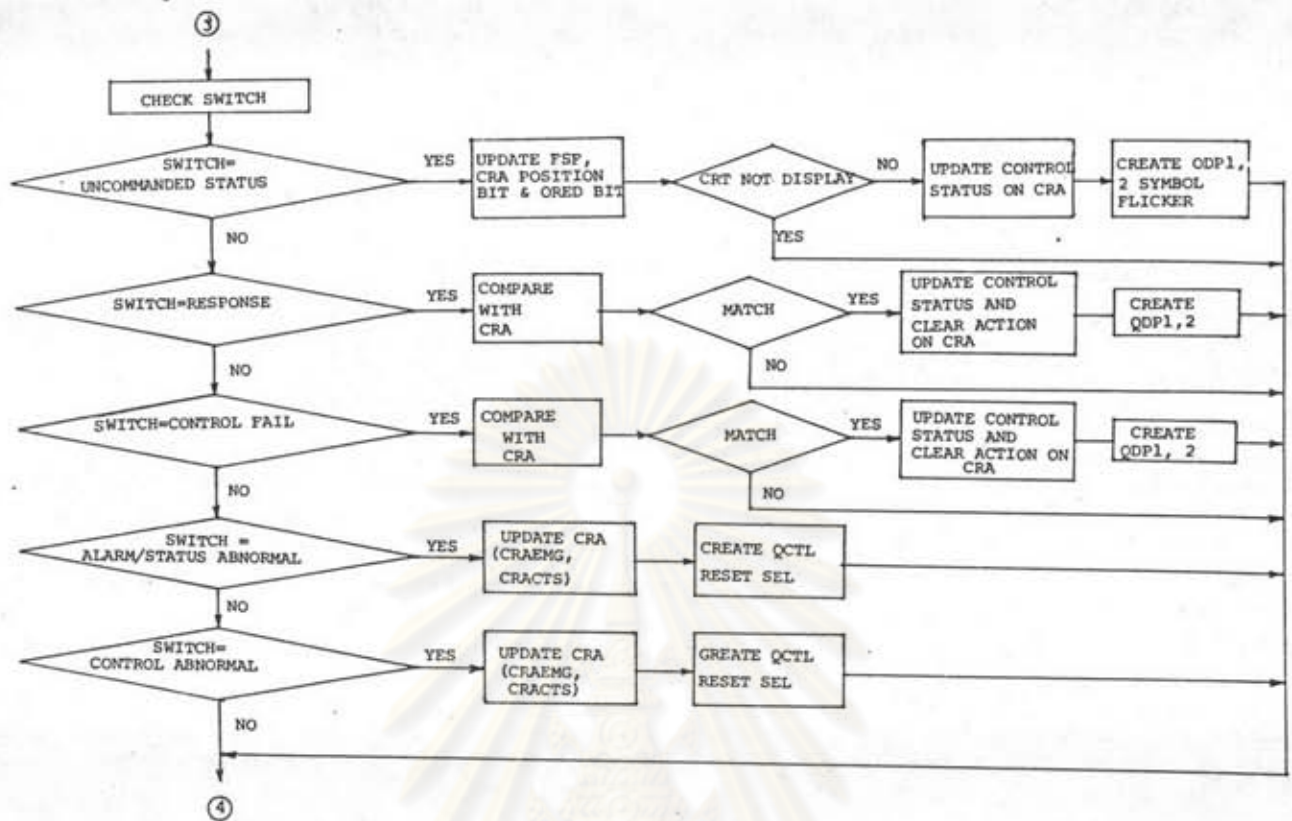 3
CHECK SWITCH
SWITCH=
UNCOMMANDED STATUS
YES
UPDATE FSF,
CRA POSITION
BIT & ORED BIT
CRT NOT DISPLAY
NO
UPDATE CONTROL
STATUS ON CRA
CREATE QDP1,
2 SYMBOL
FLICKER
YES
NO
SWITCH=RESPONSE
YES
COMPARE
WITH
CRA
MATCH
YES
UPDATE CONTROL
STATUS AND
CLEAR ACTION
ON CRA
CREATE
QDP1,2
NO
NO
SWITCH=CONTROL FAIL
YES
COMPARE
WITH
CRA
MATCH
YES
UPDATE CONTROL
STATUS AND
CLEAR ACTION ON
CRA
CREATE
QDP1, 2
NO
NO
SWITCH =
ALARM/STATUS ABNORMAL
YES
UPDATE CRA
(CRAEMG,
CRACTS)
CREATE QCTL
RESET SEL
NO
SWITCH=
CONTROL ABNORMAL
YES
UPDATE CRA
(CRAEMG,
CRACTS)
GREATE QCTL
RESET SEL
NO
4